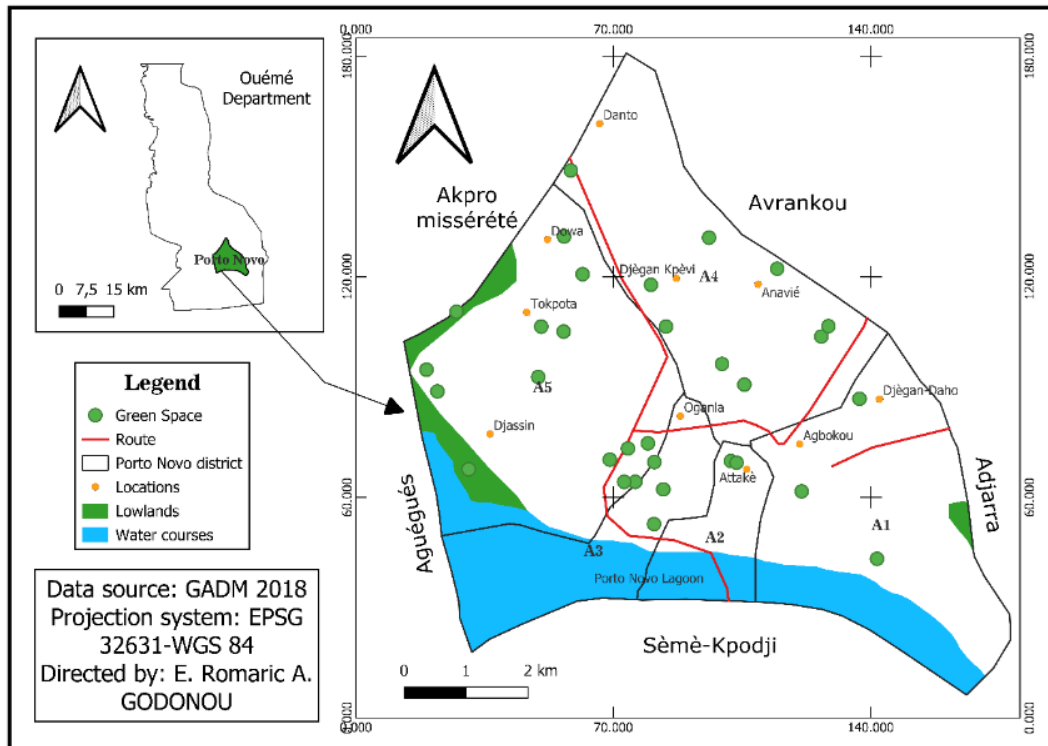 Ouémé
Department
Porto Novo
0 7,5 15 km
Legend
Green Space
Route
Porto Novo district
Locations
Lowlands
Water courses
Data source: GADM 2018
Projection system: EPSG
32631-WGS 84
Directed by: E. Romaric A.
GODONOU
0.000 70.000 140.000
180.000
180.000
120.000
120.000
60.000
60.000
0.000
0.000
0.000 70.000 140.000
Danto
Akpro
missérété
Avrankou
Dowa
Djègan Kpèvi
A4
Anavié
Tokpota
A5
Djègan-Daho
Oganla
Djassin
Agbokou
Attakè
Adjarra
Aguégués
A1
A2
A3
Porto Novo Lagoon
Sèmè-Kpodji
0 1 2 km